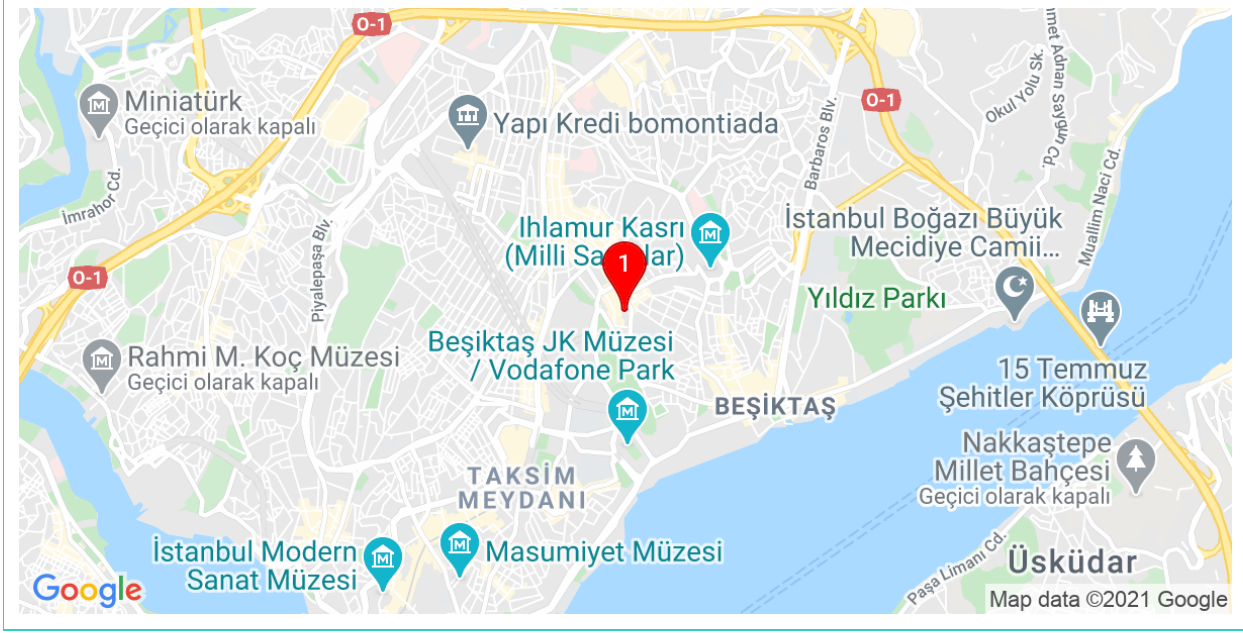 O-1
Miniatürk
Geçici olarak kapalı
Yapı Kredi bomontiada
O-1
Okul Yolu Sk.
Adnan Saygun Cd.
Barbaros Blv.
İmrahor Cd.
Muallim Naci Cd.
Ihlamur Kasrı
(Milli
1
İstanbul Boğazı Büyük
Mecidiye Camii...
Piyalepaşa Blv.
O-1
Yıldız Parkı
Rahmi M. Koç Müzesi
Geçici olarak kapalı
Beşiktaş JK Müzesi
/ Vodafone Park
15 Temmuz
Şehitler Köprüsü
BEŞİKTAŞ
Nakkaştepe
Millet Bahçesi
Geçici olarak kapalı
TAKSİM
MEYDANI
İstanbul Modern
Sanat Müzesi
Masumiyet Müzesi
Paşa Limanı Cd.
Üsküdar
Google
Map data ©2021 Google